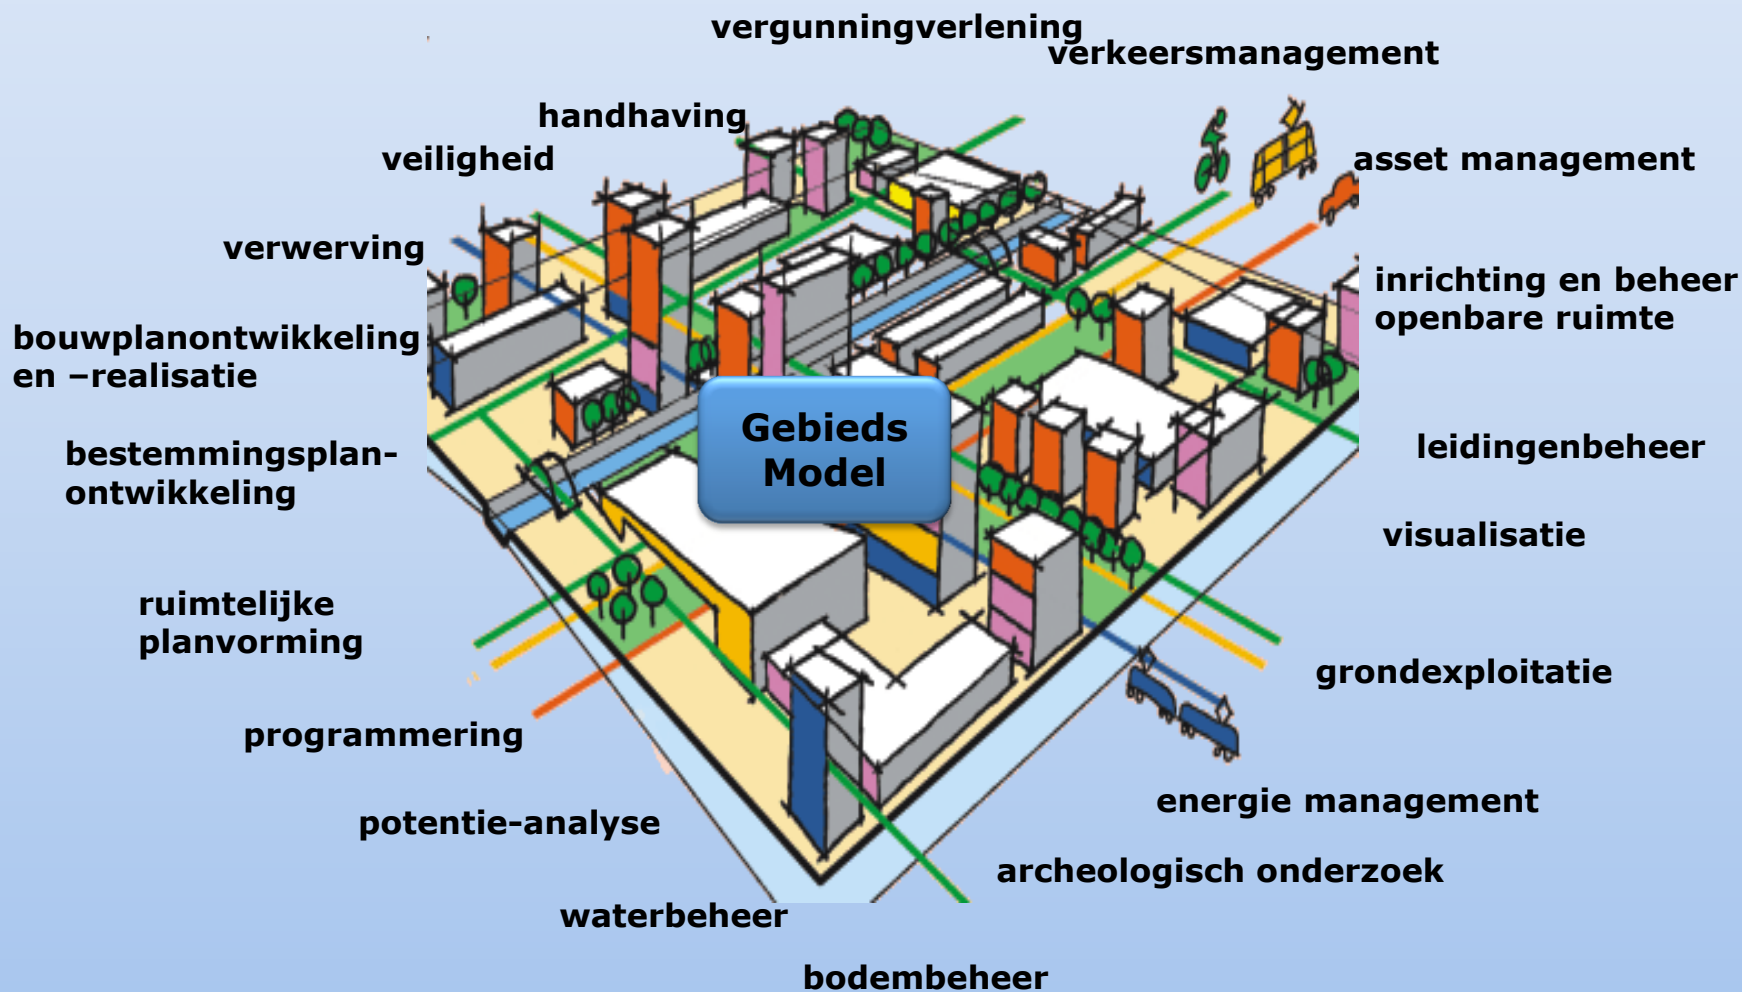 vergunningverlening
verkeersmanagement
handhaving
veiligheid
asset management
verwerving
inrichting en beheer
openbare ruimte
bouwplanontwikkeling
en –realisatie
Gebieds
Model
bestemmingsplan-
ontwikkeling
leidingenbeheer
visualisatie
ruimtelijke
planvorming
grondexploitatie
programmering
energie management
potentie-analyse
archeologisch onderzoek
waterbeheer
bodembeheer